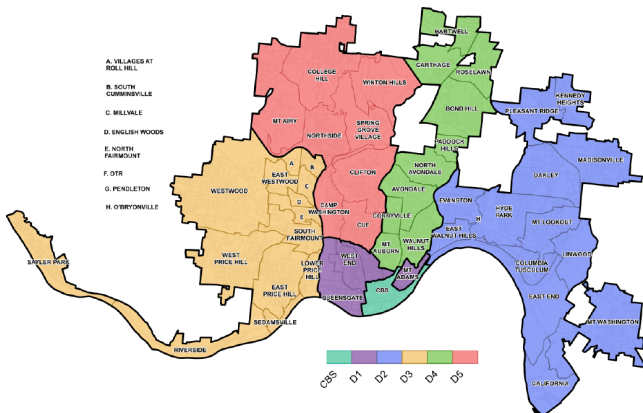 A. VILLAGES AT
ROLL HILL
B. SOUTH
CUMMINSVILLE
C. MILLVALE
D. ENGLISH WOODS
E. NORTH
FAIRMOUNT
F. OTR
G. PENDLETON
H. O'BRYONVILLE
HARTWELL
CARTHAGE
ROSELAWN
COLLEGE
HILL
WINTON HILLS
BOND HILL
KENNEDY
HEIGHTS
PLEASANT RIDGE
MT AIRY
NORTHSIDE
SPRING
GROVE
VILLAGE
PADDOCK
HILLS
MADISONVILLE
OAKLEY
WESTWOOD
EAST
WESTWOOD
A
B
C
D
E
CLIFTON
NORTH
AVONDALE
AVONDALE
CAMP
WASHINGTON
CUF
CORRYVILLE
EVANSTON
H
HYDE
PARK
MT LOOKOUT
SOUTH
FAIRMOUNT
MT
AUBURN
WALNUT
HILLS
EAST
WALNUT HILLS
LINWOOD
SAYLER PARK
WEST
PRICE HILL
LOWER
PRICE
HILL
WEST
END
MT
ADAMS
COLUMBIA
TUSCULUM
EAST
PRICE HILL
QUEENSGATE
CBS
EAST END
MT WASHINGTON
SEDAMSVILLE
RIVERSIDE
CALIFORNIA
CBS
D1
D2
D3
D4
D5